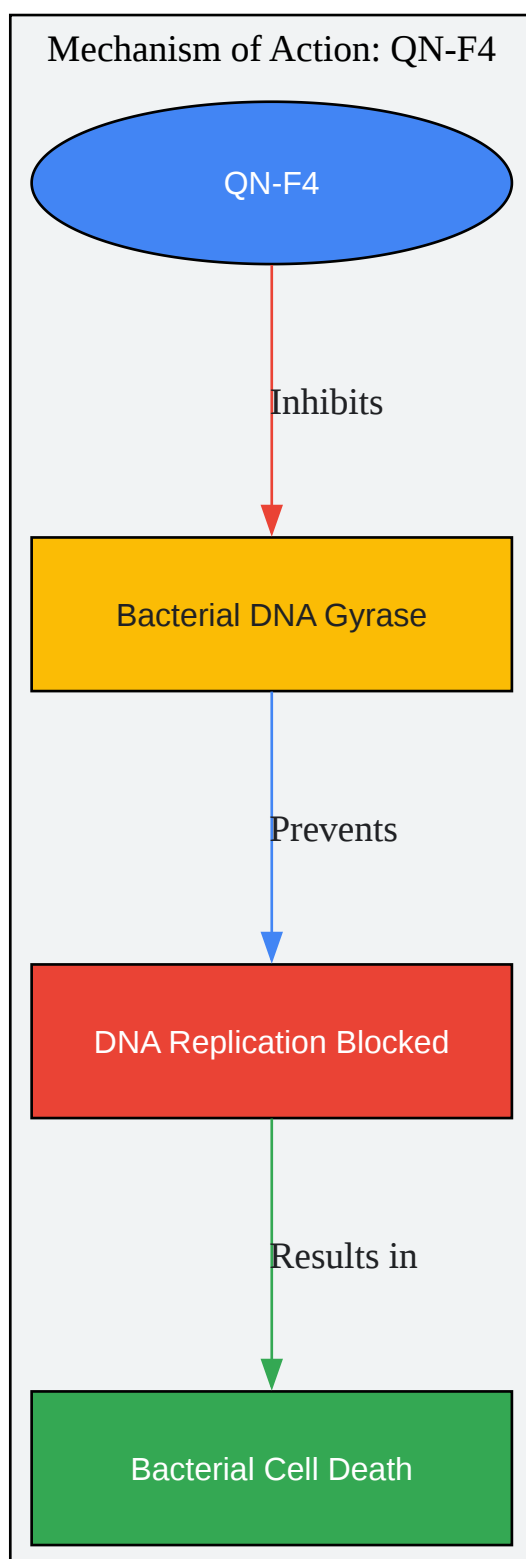 Mechanism of Action: QN-F4
QN-F4
Inhibits
Bacterial DNA Gyrase
Prevents
DNA Replication Blocked
Results in
Bacterial Cell Death